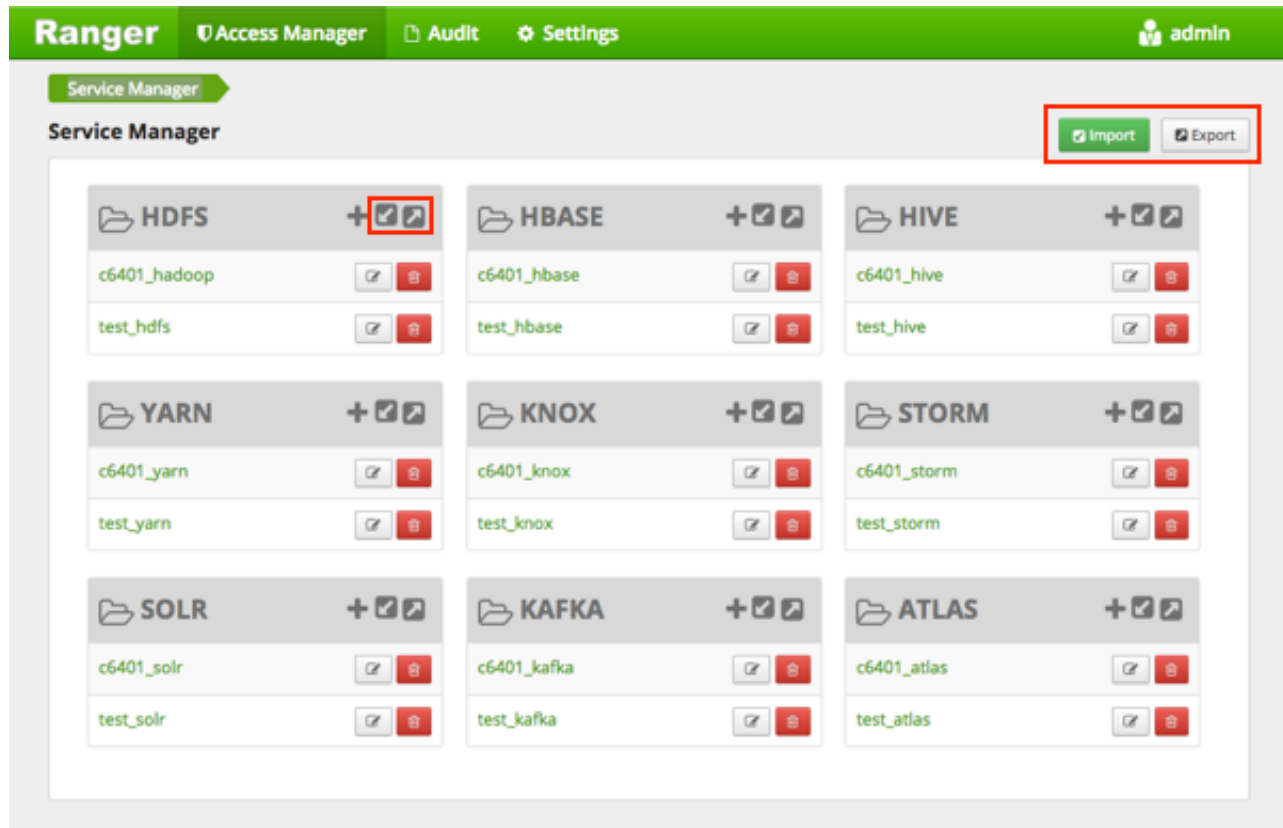 Ranger Access Manager Audit Settings admin
Service Manager
Service Manager Import Export
HDFS HBASE HIVE
c6401_hadoop c6401_hbase c6401_hive
test_hdfs test_hbase test_hive
YARN KNOX STORM
c6401_yarn c6401_knox c6401_storm
test_yarn test_knox test_storm
SOLR KAFKA ATLAS
c6401_solr c6401_kafka c6401_atlas
test_solr test_kafka test_atlas